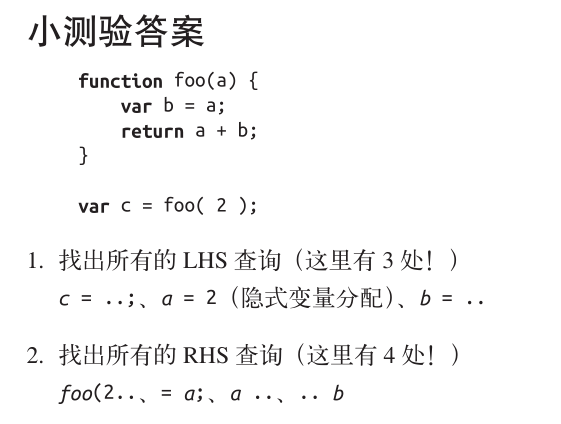 小测验答案
function foo(a) {
var b = a;
return a + b;
}
var c = foo( 2 );
1. 找出所有的 LHS 查询（这里有 3 处！）
c = ..;、a = 2（隐式变量分配）、b = ..
2. 找出所有的 RHS 查询（这里有 4 处！）
foo(2..、= a;、a ..、.. b